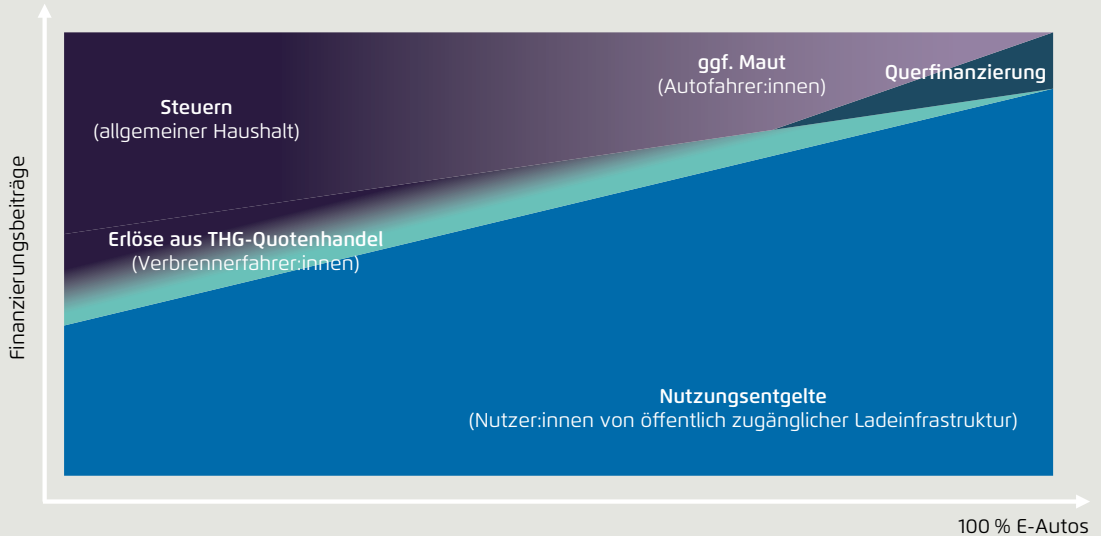 Finanzierungsbeiträge
Steuern
(allgemeiner Haushalt)
ggf. Maut
(Autofahrer:innen)
Querfinanzierung
Erlöse aus THG-Quotenhandel
(Verbrennerfahrer:innen)
Nutzungsentgelte
(Nutzer:innen von öffentlich zugänglicher Ladeinfrastruktur)
100 % E-Autos